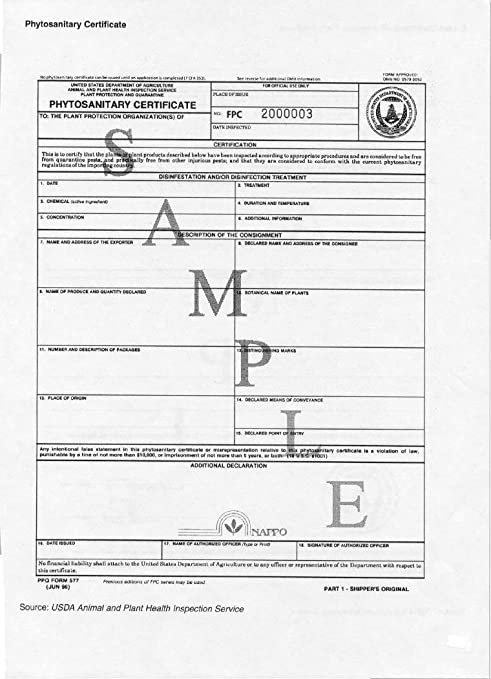 Phytosanitary Certificate
No phytosanitary certificate can be issued until an application is completed (7 CFR 353).
See reverse for additional OMB information.
FORM APPROVED
OMB NO. 0579-0052
UNITED STATES DEPARTMENT OF AGRICULTURE
ANIMAL AND PLANT HEALTH INSPECTION SERVICE
PLANT PROTECTION AND QUARANTINE
PHYTOSANITARY CERTIFICATE
FOR OFFICIAL USE ONLY
PLACE OF ISSUE
NO. FPC 2000003
TO: THE PLANT PROTECTION ORGANIZATION(S) OF
DATE INSPECTED
CERTIFICATION
This is to certify that the plants or plant products described below have been inspected according to appropriate procedures and are considered to be free
from quarantine pests, and practically free from other injurious pests; and that they are considered to conform with the current phytosanitary
regulations of the importing country.
DISINFESTATION AND/OR DISINFECTION TREATMENT
1. DATE
2. TREATMENT
3. CHEMICAL (active ingredient)
4. DURATION AND TEMPERATURE
5. CONCENTRATION
6. ADDITIONAL INFORMATION
DESCRIPTION OF THE CONSIGNMENT
7. NAME AND ADDRESS OF THE EXPORTER
8. DECLARED NAME AND ADDRESS OF THE CONSIGNEE
9. NAME OF PRODUCE AND QUANTITY DECLARED
10. BOTANICAL NAME OF PLANTS
11. NUMBER AND DESCRIPTION OF PACKAGES
12. DISTINGUISHING MARKS
13. PLACE OF ORIGIN
14. DECLARED MEANS OF CONVEYANCE
15. DECLARED POINT OF ENTRY
Any intentional false statement in this phytosanitary certificate or misrepresentation relative to this phytosanitary certificate is a violation of law,
punishable by a fine of not more than $10,000, or imprisonment of not more than 5 years, or both. (18 U.S.C. §1001)
ADDITIONAL DECLARATION
SAMPLE
NAPPO
16. DATE ISSUED
17. NAME OF AUTHORIZED OFFICER (Type or Print)
18. SIGNATURE OF AUTHORIZED OFFICER
No financial liability shall attach to the United States Department of Agriculture or to any officer or representative of the Department with respect to
this certificate.
PPQ FORM 577
(JUN 96)
Previous editions of FPC series may be used.
PART 1 - SHIPPER'S ORIGINAL
Source: USDA Animal and Plant Health Inspection Service